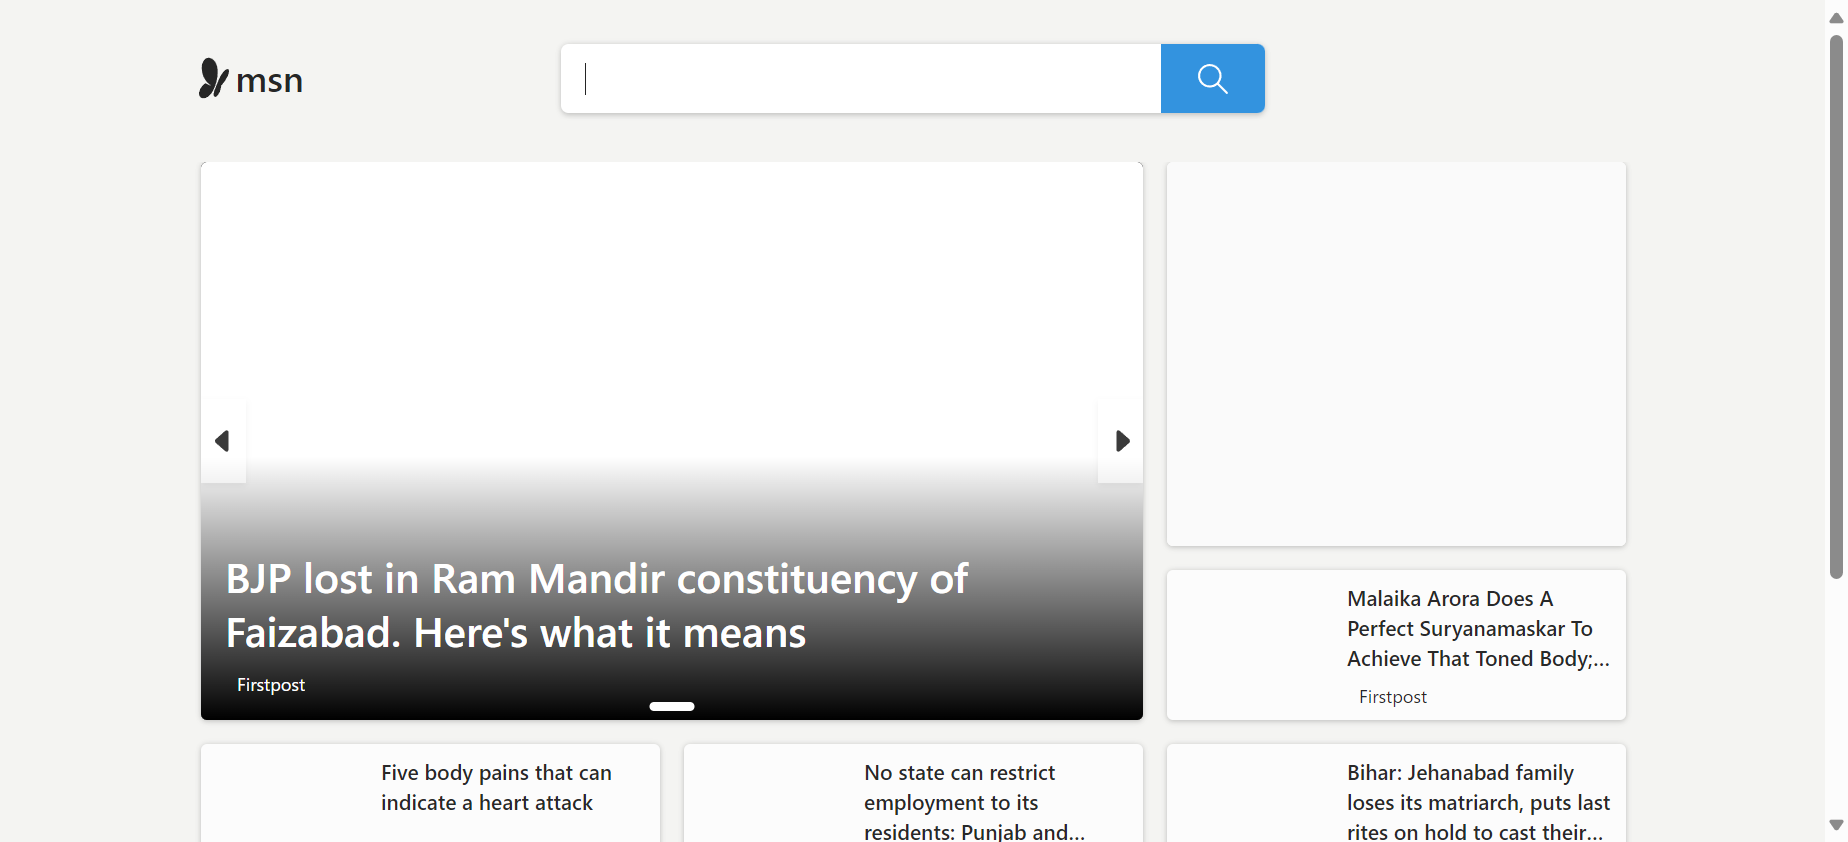 msn
BJP lost in Ram Mandir constituency of
Faizabad. Here's what it means
Firstpost
Malaika Arora Does A
Perfect Suryanamaskar To
Achieve That Toned Body;...
Firstpost
Five body pains that can
indicate a heart attack
No state can restrict
employment to its
residents: Punjab and...
Bihar: Jehanabad family
loses its matriarch, puts last
rites on hold to cast their...